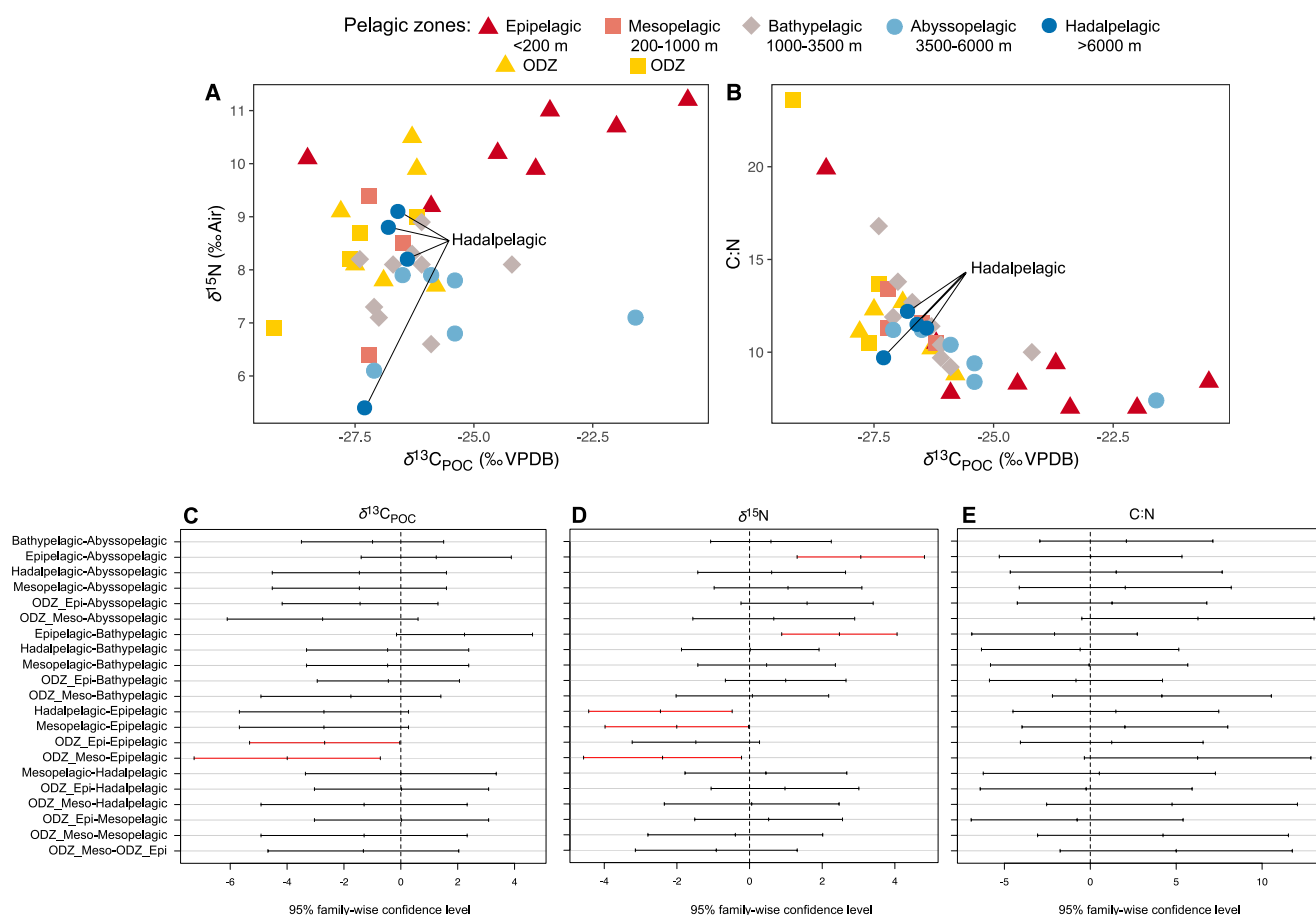 Pelagic zones: Epipelagic Mesopelagic Bathypelagic Abyssopelagic Hadalpelagic
<200 m 200-1000 m 1000-3500 m 3500-6000 m >6000 m
ODZ ODZ
A
11
10
9
8
7
6
δ15N (‰ Air)
Hadalpelagic
-27.5 -25.0 -22.5
δ13CPOC (‰ VPDB)
B
20
15
10
C:N
Hadalpelagic
-27.5 -25.0 -22.5
δ13CPOC (‰ VPDB)
C δ13CPOC D δ15N E C:N
Bathypelagic-Abyssopelagic
Epipelagic-Abyssopelagic
Hadalpelagic-Abyssopelagic
Mesopelagic-Abyssopelagic
ODZ_Epi-Abyssopelagic
ODZ_Meso-Abyssopelagic
Epipelagic-Bathypelagic
Hadalpelagic-Bathypelagic
Mesopelagic-Bathypelagic
ODZ_Epi-Bathypelagic
ODZ_Meso-Bathypelagic
Hadalpelagic-Epipelagic
Mesopelagic-Epipelagic
ODZ_Epi-Epipelagic
ODZ_Meso-Epipelagic
Mesopelagic-Hadalpelagic
ODZ_Epi-Hadalpelagic
ODZ_Meso-Hadalpelagic
ODZ_Epi-Mesopelagic
ODZ_Meso-Mesopelagic
ODZ_Meso-ODZ_Epi
-6 -4 -2 0 2 4
-4 -2 0 2 4
-5 0 5 10
95% family-wise confidence level
95% family-wise confidence level
95% family-wise confidence level